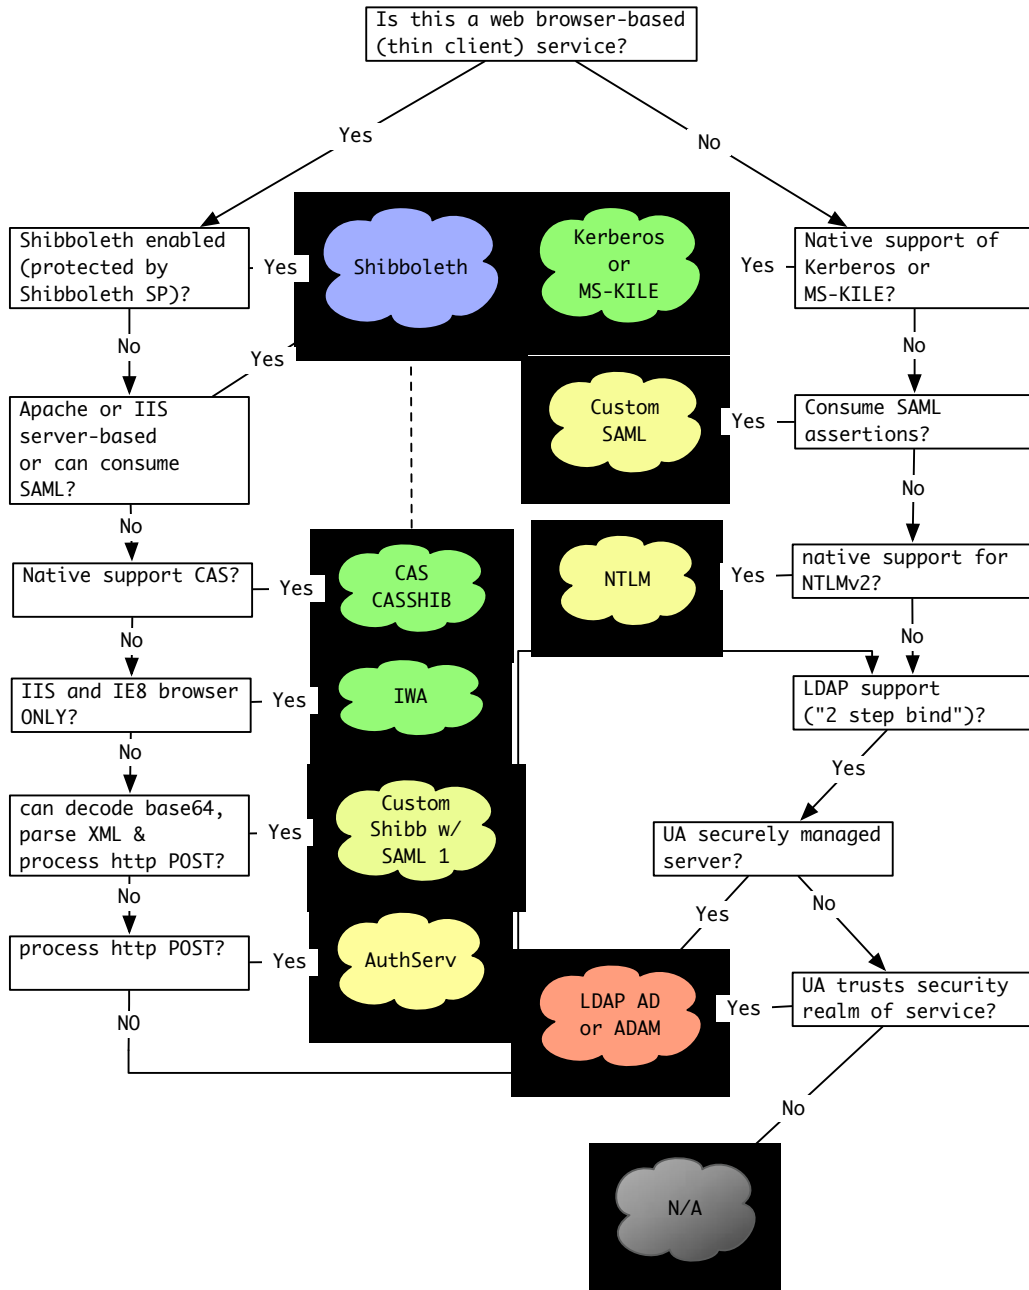 Is this a web browser-based
(thin client) service?
Yes
No
Shibboleth enabled
(protected by
Shibboleth SP)?
Yes
Shibboleth
Kerberos
or
MS-KILE
Yes
Native support of
Kerberos or
MS-KILE?
No
Yes
No
Apache or IIS
server-based
or can consume
SAML?
Custom
SAML
Yes
Consume SAML
assertions?
No
No
Native support CAS?
Yes
CAS
CASSHIB
NTLM
Yes
native support for
NTLMv2?
No
No
IIS and IE8 browser
ONLY?
Yes
IWA
LDAP support
("2 step bind")?
No
Yes
can decode base64,
parse XML &
process http POST?
Yes
Custom
Shibb w/
SAML 1
UA securely managed
server?
No
Yes
No
process http POST?
Yes
AuthServ
LDAP AD
or ADAM
Yes
UA trusts security
realm of service?
NO
No
N/A